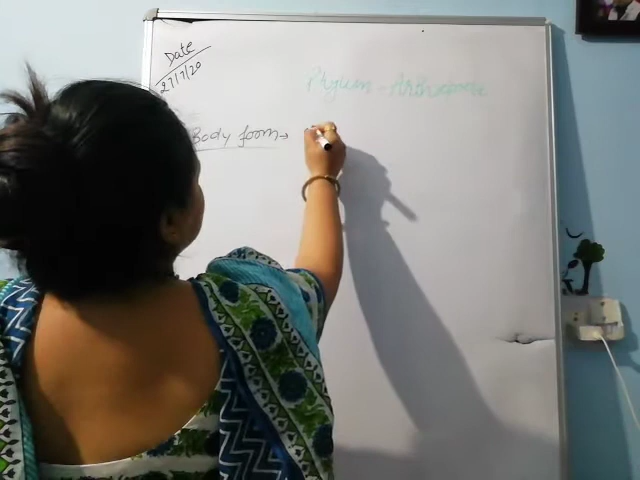 Date
27/7/20
Phylum - Arthropoda
Body form →